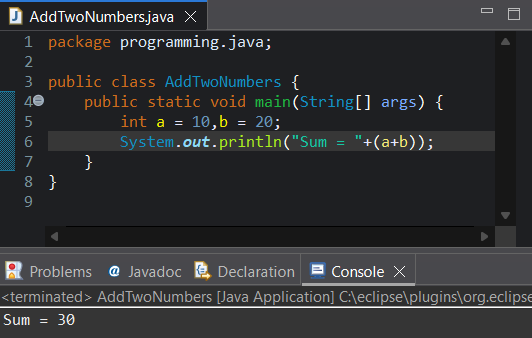 AddTwoNumbers.java
1 package programming.java;
2
3 public class AddTwoNumbers {
4 public static void main(String[] args) {
5 int a = 10,b = 20;
6 System.out.println("Sum = "+(a+b));
7 }
8 }
9
Problems @ Javadoc Declaration Console
<terminated> AddTwoNumbers [Java Application] C:\eclipse\plugins\org.eclipse
Sum = 30